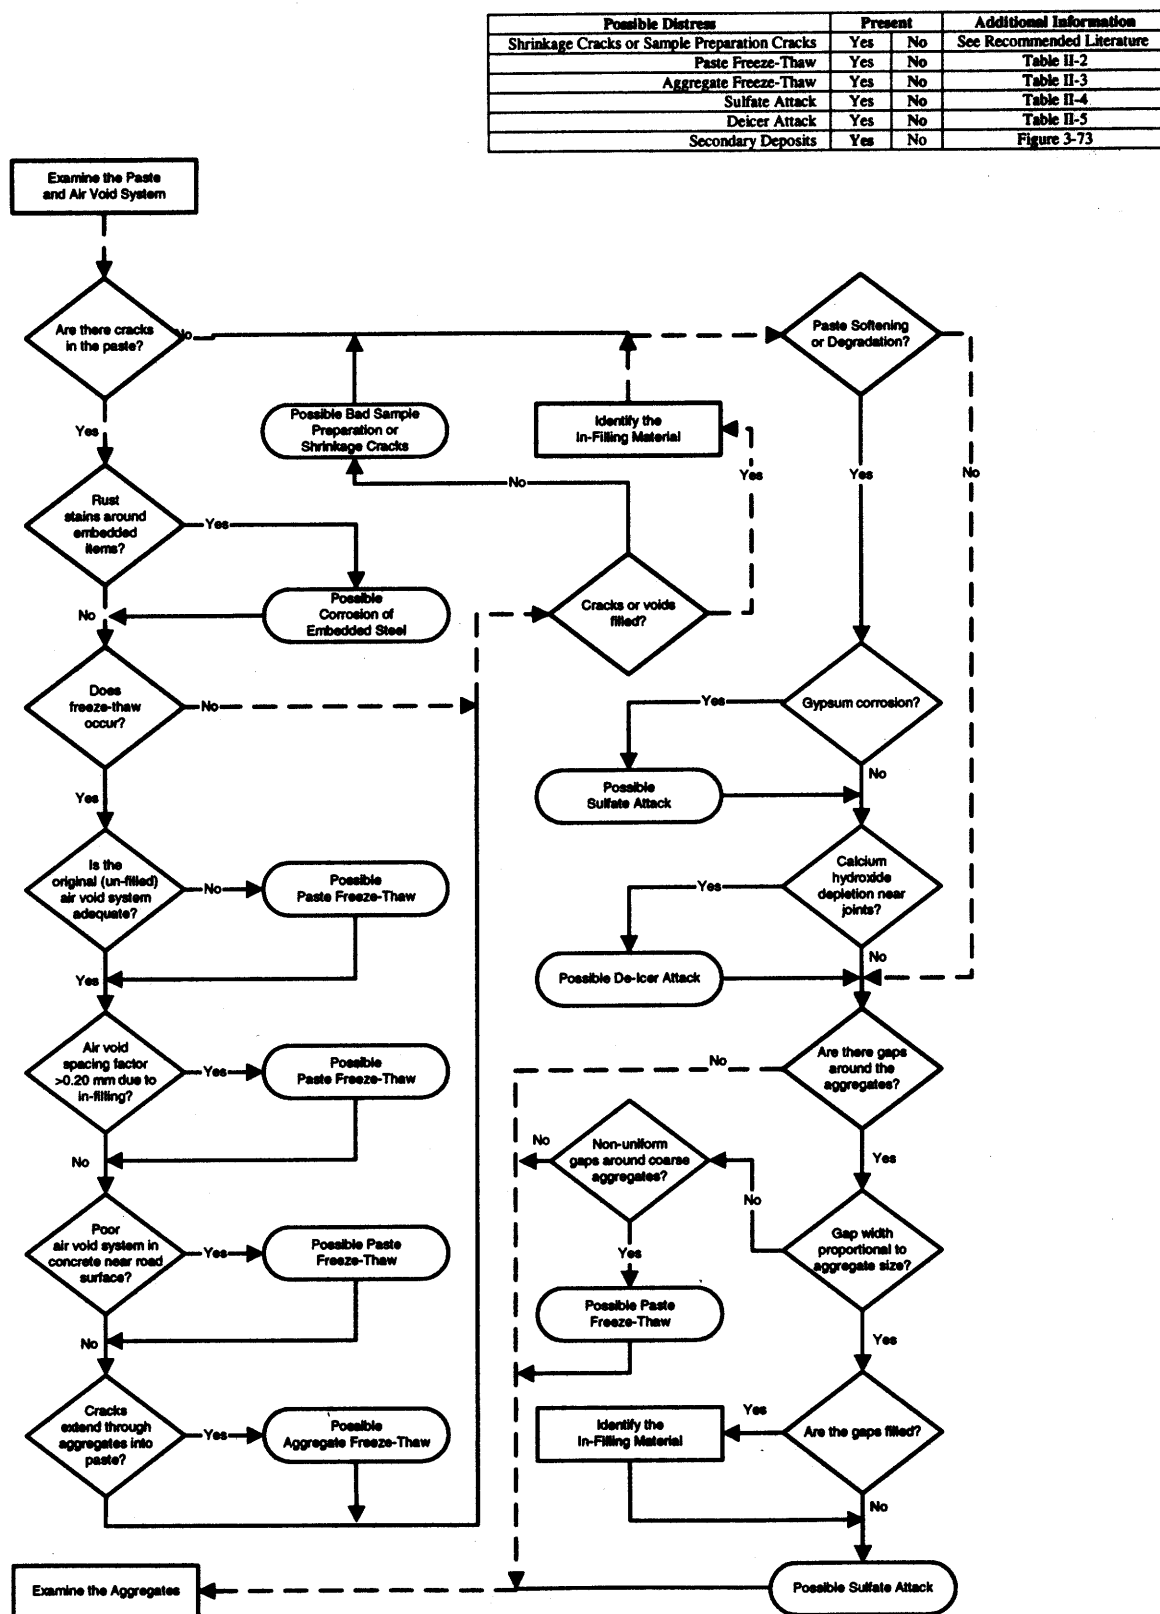 Possible Distress Present Additional Information
Shrinkage Cracks or Sample Preparation Cracks Yes No See Recommended Literature
Paste Freeze-Thaw Yes No Table II-2
Aggregate Freeze-Thaw Yes No Table II-3
Sulfate Attack Yes No Table II-4
Deicer Attack Yes No Table II-5
Secondary Deposits Yes No Figure 3-73
Examine the Paste
and Air Void System
Are there cracks
in the paste?
No
Paste Softening
or Degradation?
Possible Bad Sample
Preparation or
Shrinkage Cracks
Identify the
In-Filling Material
Yes
No
Yes
Yes
No
Rust
stains around
embedded
items?
Yes
Possible
Corrosion of
Embedded Steel
No
Cracks or voids
filled?
Does
freeze-thaw
occur?
No
Yes
Gypsum corrosion?
Possible
Sulfate Attack
No
Yes
Is the
original (un-filled)
air void system
adequate?
No
Possible
Paste Freeze-Thaw
Yes
Calcium
hydroxide
depletion near
joints?
Yes
Possible De-icer Attack
No
Air void
spacing factor
>0.20 mm due to
in-filling?
Yes
Possible
Paste Freeze-Thaw
No
Are there gaps
around the
aggregates?
No
No
Non-uniform
gaps around coarse
aggregates?
Yes
No
Poor
air void system in
concrete near road
surface?
Yes
Possible Paste
Freeze-Thaw
Yes
Gap width
proportional to
aggregate size?
Possible Paste
Freeze-Thaw
No
Yes
Cracks
extend through
aggregates into
paste?
Yes
Possible
Aggregate Freeze-Thaw
Identify the
In-Filling Material
Yes
Are the gaps filled?
No
Examine the Aggregates
Possible Sulfate Attack